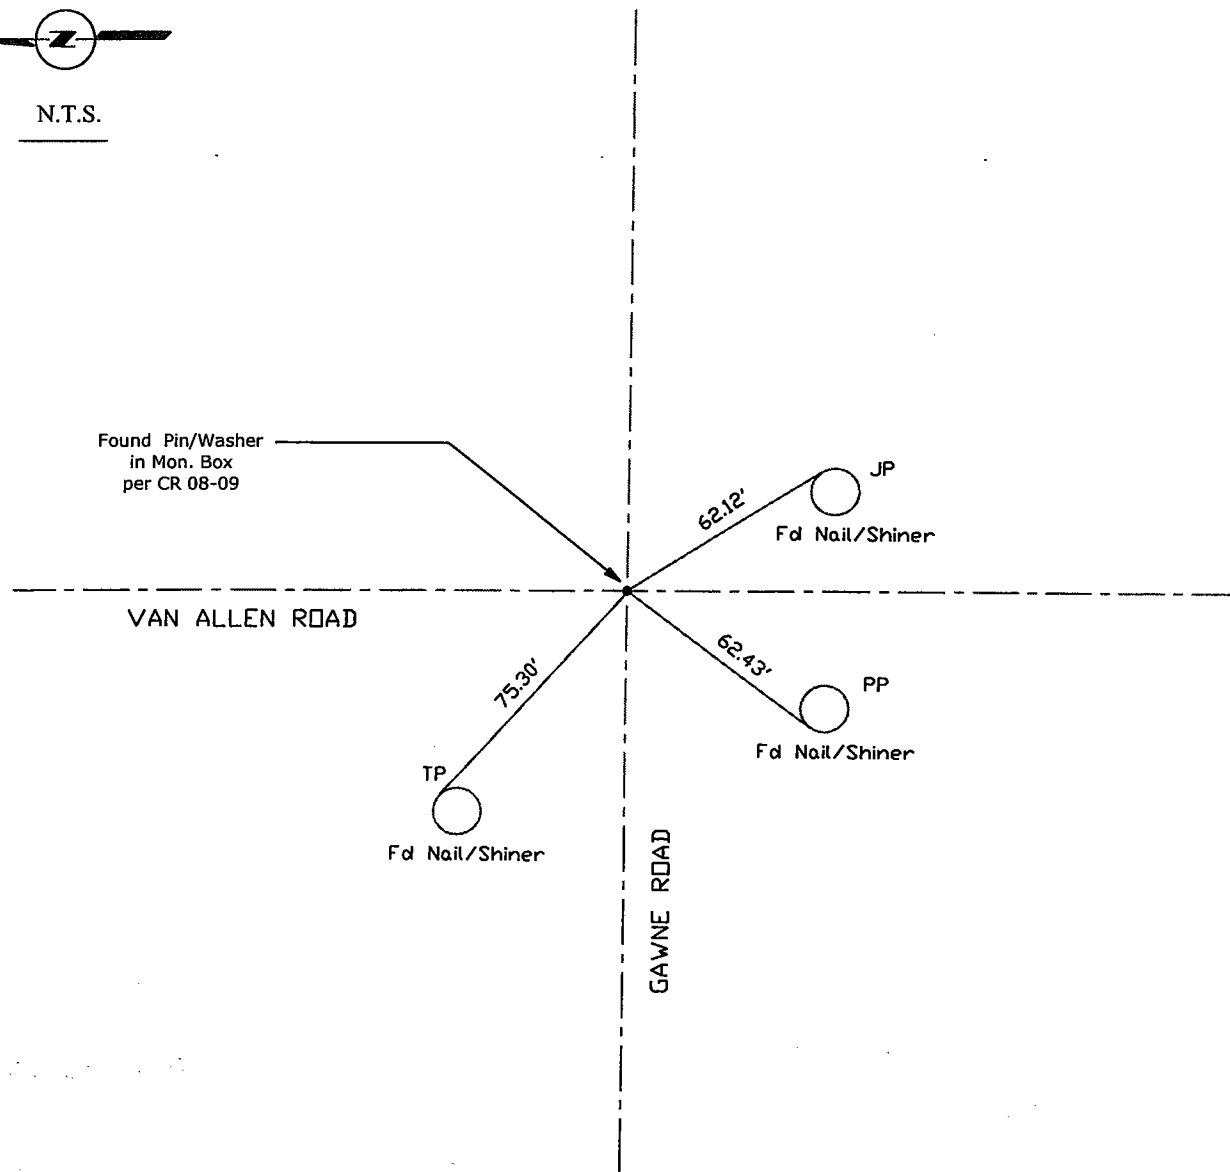 Z
N.T.S.
Found Pin/Washer
in Mon. Box
per CR 08-09
JP
62.12'
Fd Nail/Shiner
VAN ALLEN ROAD
62.43'
75.30'
PP
Fd Nail/Shiner
TP
Fd Nail/Shiner
GAWNE ROAD